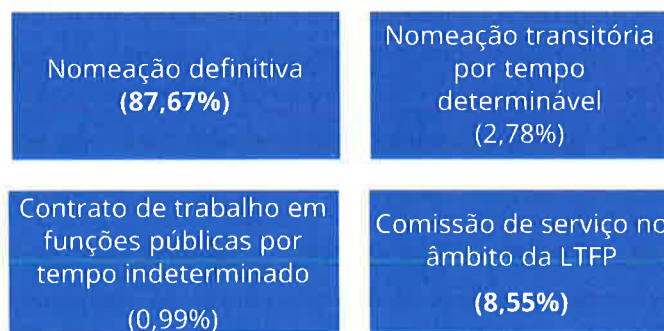 Nomeação definitiva
(87,67%)
Nomeação transitória
por tempo
determinável
(2,78%)
Contrato de trabalho em
funções públicas por
tempo indeterminado
(0,99%)
Comissão de serviço no
âmbito da LTFP
(8,55%)